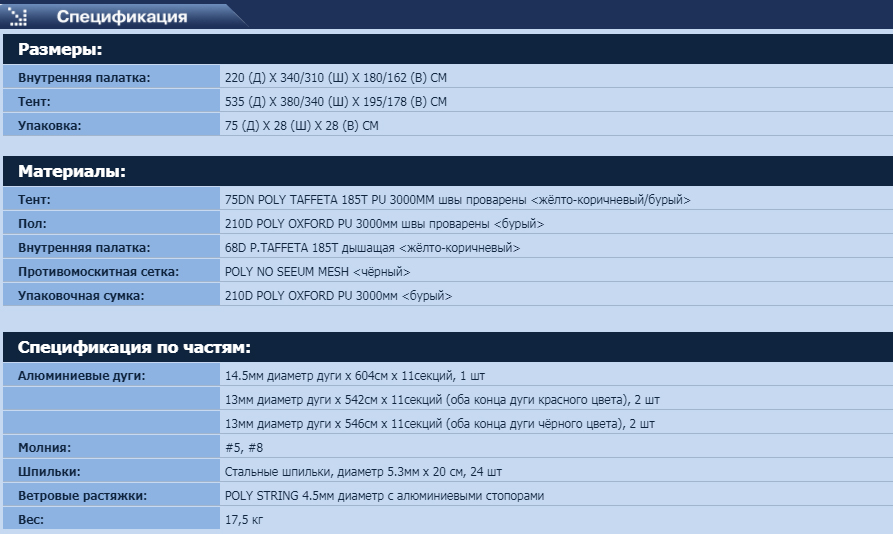 Спецификация
Размеры:
Внутренняя палатка: 220 (Д) X 340/310 (Ш) X 180/162 (В) СМ
Тент: 535 (Д) X 380/340 (Ш) X 195/178 (В) СМ
Упаковка: 75 (Д) X 28 (Ш) X 28 (В) СМ
Материалы:
Тент: 75DN POLY TAFFETA 185T PU 3000MM швы проварены <жёлто-коричневый/бурый>
Пол: 210D POLY OXFORD PU 3000мм швы проварены <бурый>
Внутренняя палатка: 68D P.TAFFETA 185T дышащая <жёлто-коричневый>
Противомоскитная сетка: POLY NO SEEUM MESH <чёрный>
Упаковочная сумка: 210D POLY OXFORD PU 3000мм <бурый>
Спецификация по частям:
Алюминиевые дуги: 14.5мм диаметр дуги х 604см х 11секций, 1 шт
13мм диаметр дуги х 542см х 11секций (оба конца дуги красного цвета), 2 шт
13мм диаметр дуги х 546см х 11секций (оба конца дуги чёрного цвета), 2 шт
Молния: #5, #8
Шпильки: Стальные шпильки, диаметр 5.3мм х 20 см, 24 шт
Ветровые растяжки: POLY STRING 4.5мм диаметр с алюминиевыми стопорами
Вес: 17,5 кг